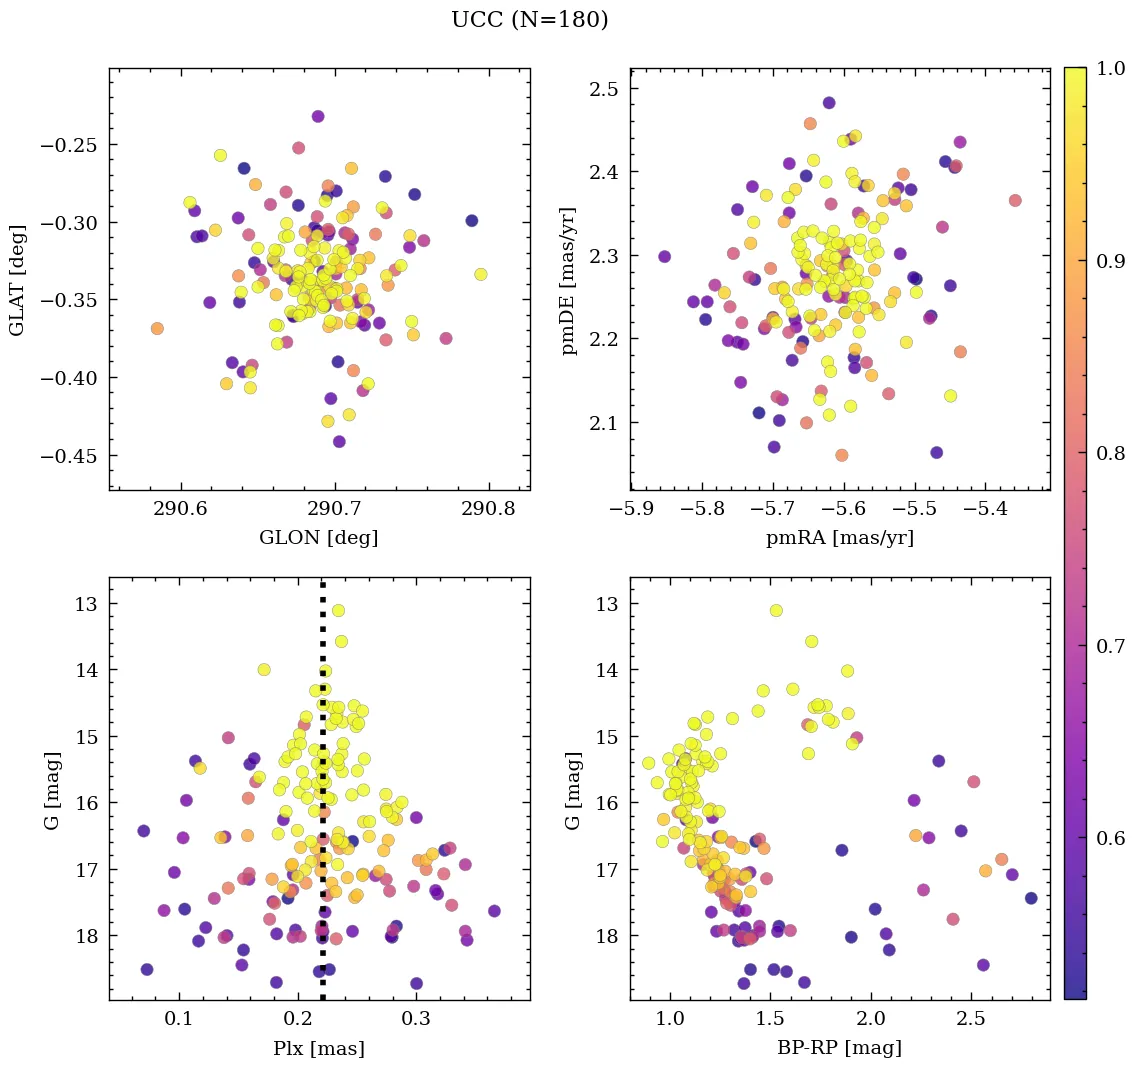 UCC (N=180)
−0.25
−0.30
−0.35
−0.40
−0.45
GLAT [deg]
290.6 290.7 290.8
GLON [deg]
2.5
2.4
2.3
2.2
2.1
pmDE [mas/yr]
−5.9 −5.8 −5.7 −5.6 −5.5 −5.4
pmRA [mas/yr]
13
14
15
16
17
18
G [mag]
0.1 0.2 0.3
Plx [mas]
13
14
15
16
17
18
G [mag]
1.0 1.5 2.0 2.5
BP-RP [mag]
1.0
0.9
0.8
0.7
0.6